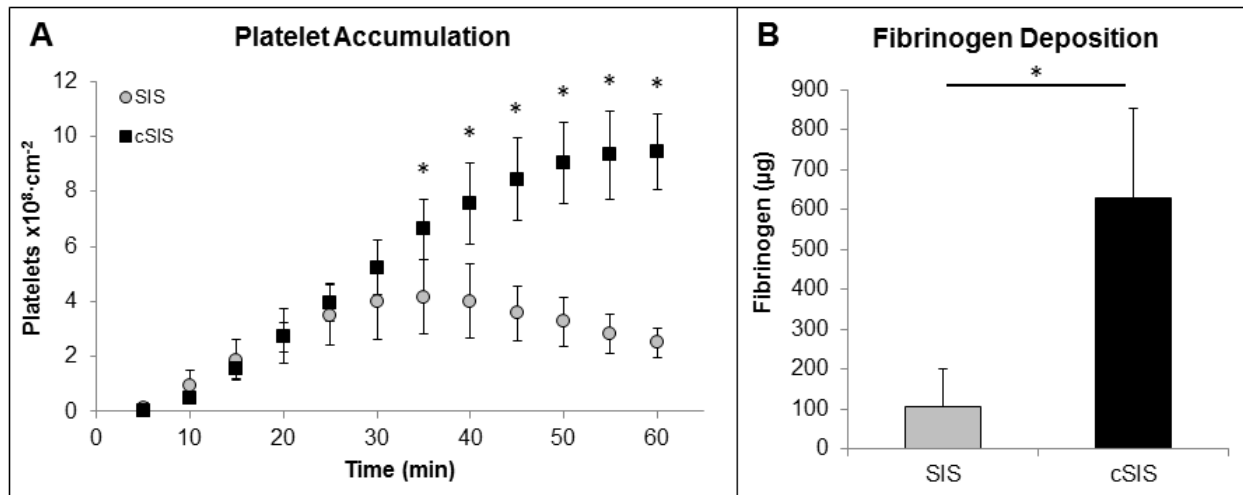 A
Platelet Accumulation
SIS
cSIS
Platelets x10⁸·cm⁻²
12
10
8
6
4
2
0
* * * * * *
0 10 20 30 40 50 60
Time (min)
B
Fibrinogen Deposition
*
Fibrinogen (µg)
900
800
700
600
500
400
300
200
100
0
SIS cSIS